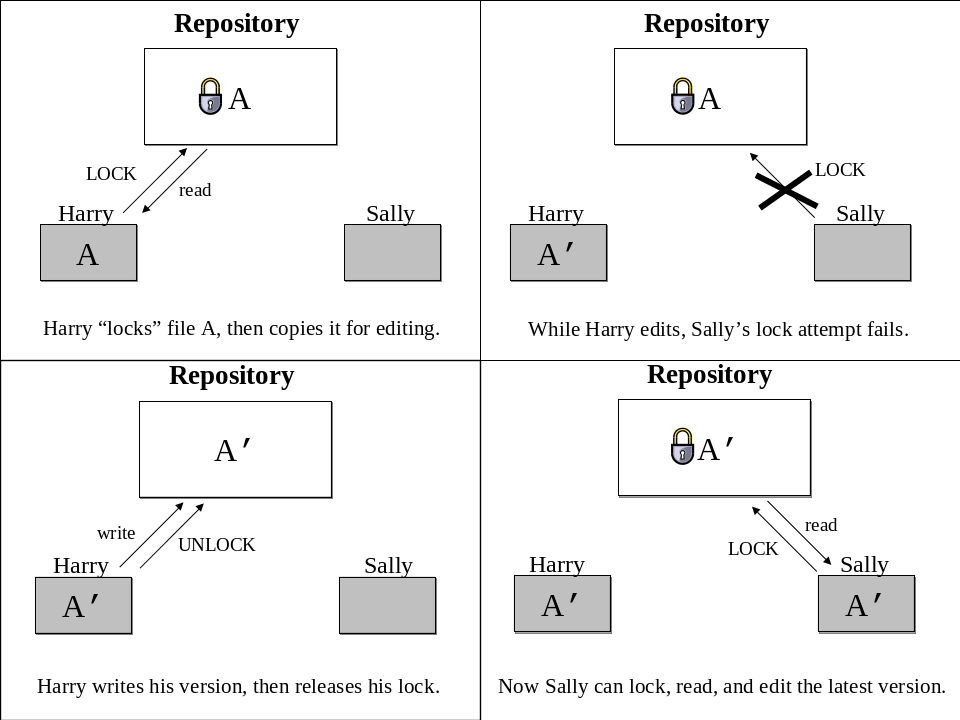 Repository
A
LOCK
read
Harry
Sally
A
Harry “locks” file A, then copies it for editing.
Repository
A
LOCK
Harry
Sally
A′
While Harry edits, Sally’s lock attempt fails.
Repository
A′
write
UNLOCK
Harry
Sally
A′
Harry writes his version, then releases his lock.
Repository
A′
read
LOCK
Harry
Sally
A′
A′
Now Sally can lock, read, and edit the latest version.